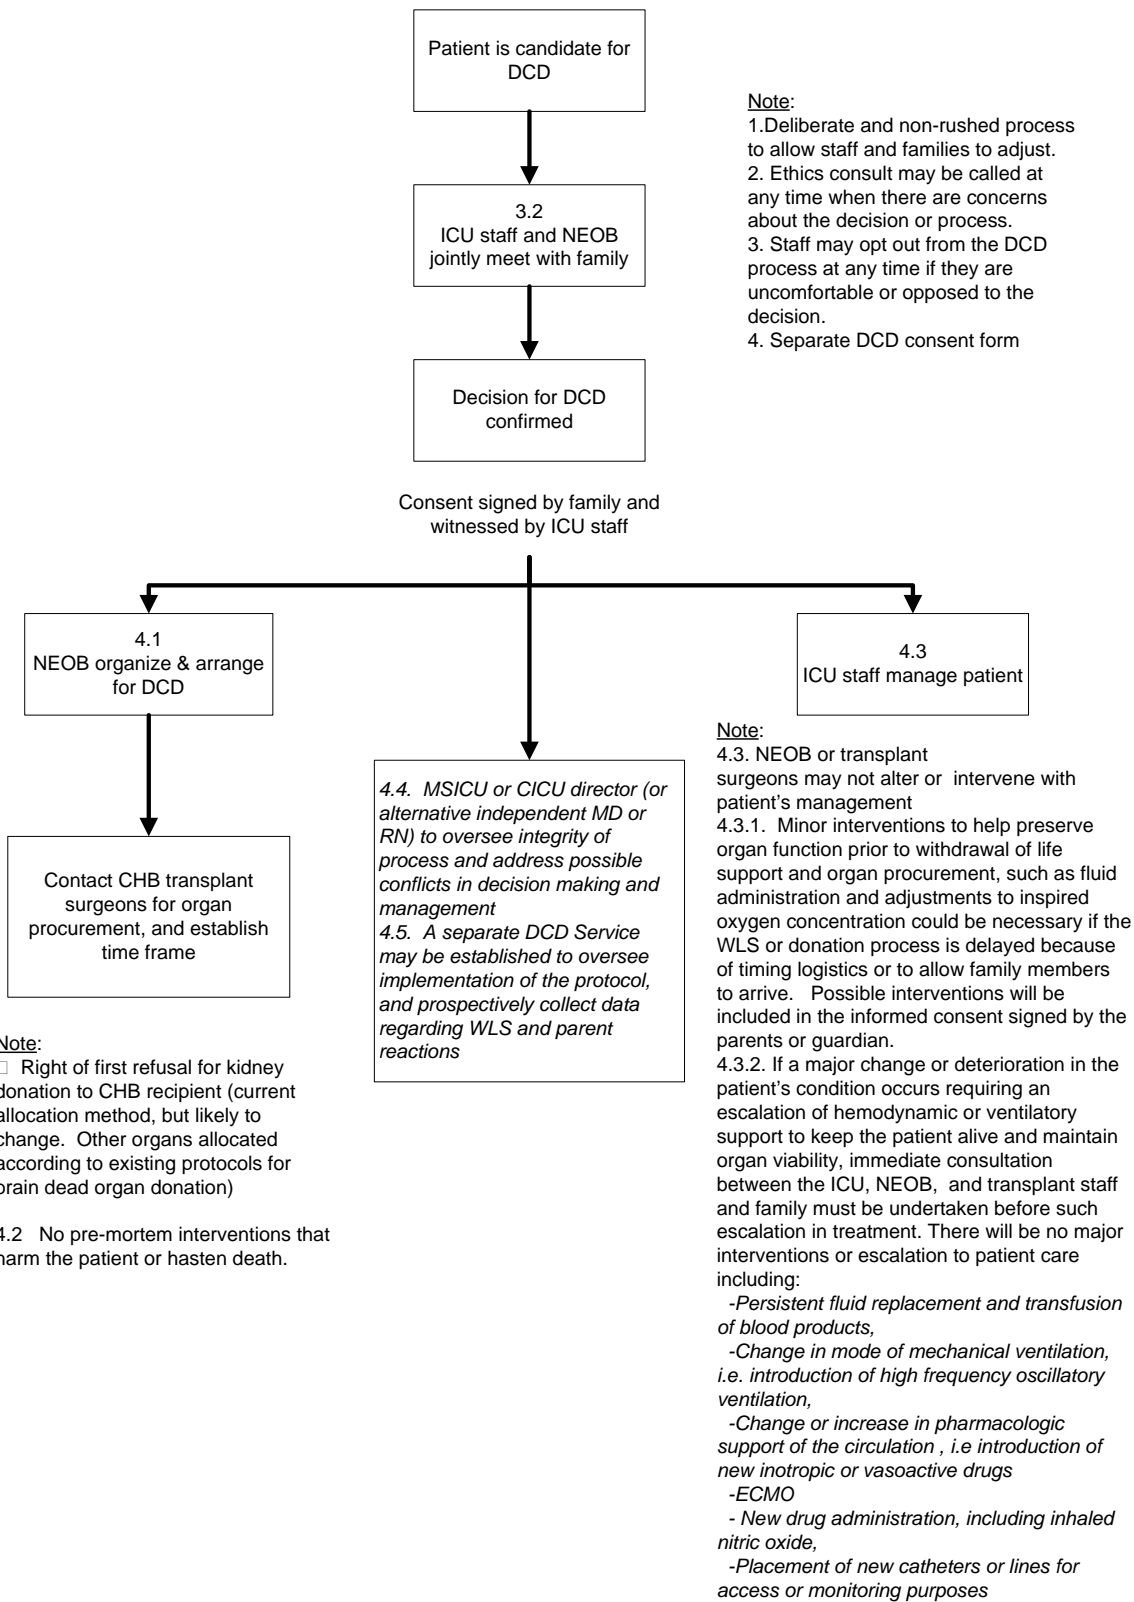 Patient is candidate for
DCD
Note:
1.Deliberate and non-rushed process
to allow staff and families to adjust.
2. Ethics consult may be called at
any time when there are concerns
about the decision or process.
3. Staff may opt out from the DCD
process at any time if they are
uncomfortable or opposed to the
decision.
4. Separate DCD consent form
3.2
ICU staff and NEOB
jointly meet with family
Decision for DCD
confirmed
Consent signed by family and
witnessed by ICU staff
4.1
NEOB organize & arrange
for DCD
Contact CHB transplant
surgeons for organ
procurement, and establish
time frame
Note:
□ Right of first refusal for kidney
donation to CHB recipient (current
allocation method, but likely to
change. Other organs allocated
according to existing protocols for
brain dead organ donation)
4.2 No pre-mortem interventions that
harm the patient or hasten death.
4.4. MSICU or CICU director (or
alternative independent MD or
RN) to oversee integrity of
process and address possible
conflicts in decision making and
management
4.5. A separate DCD Service
may be established to oversee
implementation of the protocol,
and prospectively collect data
regarding WLS and parent
reactions
4.3
ICU staff manage patient
Note:
4.3. NEOB or transplant
surgeons may not alter or intervene with
patient's management
4.3.1. Minor interventions to help preserve
organ function prior to withdrawal of life
support and organ procurement, such as fluid
administration and adjustments to inspired
oxygen concentration could be necessary if the
WLS or donation process is delayed because
of timing logistics or to allow family members
to arrive. Possible interventions will be
included in the informed consent signed by the
parents or guardian.
4.3.2. If a major change or deterioration in the
patient's condition occurs requiring an
escalation of hemodynamic or ventilatory
support to keep the patient alive and maintain
organ viability, immediate consultation
between the ICU, NEOB, and transplant staff
and family must be undertaken before such
escalation in treatment. There will be no major
interventions or escalation to patient care
including:
-Persistent fluid replacement and transfusion
of blood products,
-Change in mode of mechanical ventilation,
i.e. introduction of high frequency oscillatory
ventilation,
-Change or increase in pharmacologic
support of the circulation , i.e introduction of
new inotropic or vasoactive drugs
-ECMO
- New drug administration, including inhaled
nitric oxide,
-Placement of new catheters or lines for
access or monitoring purposes